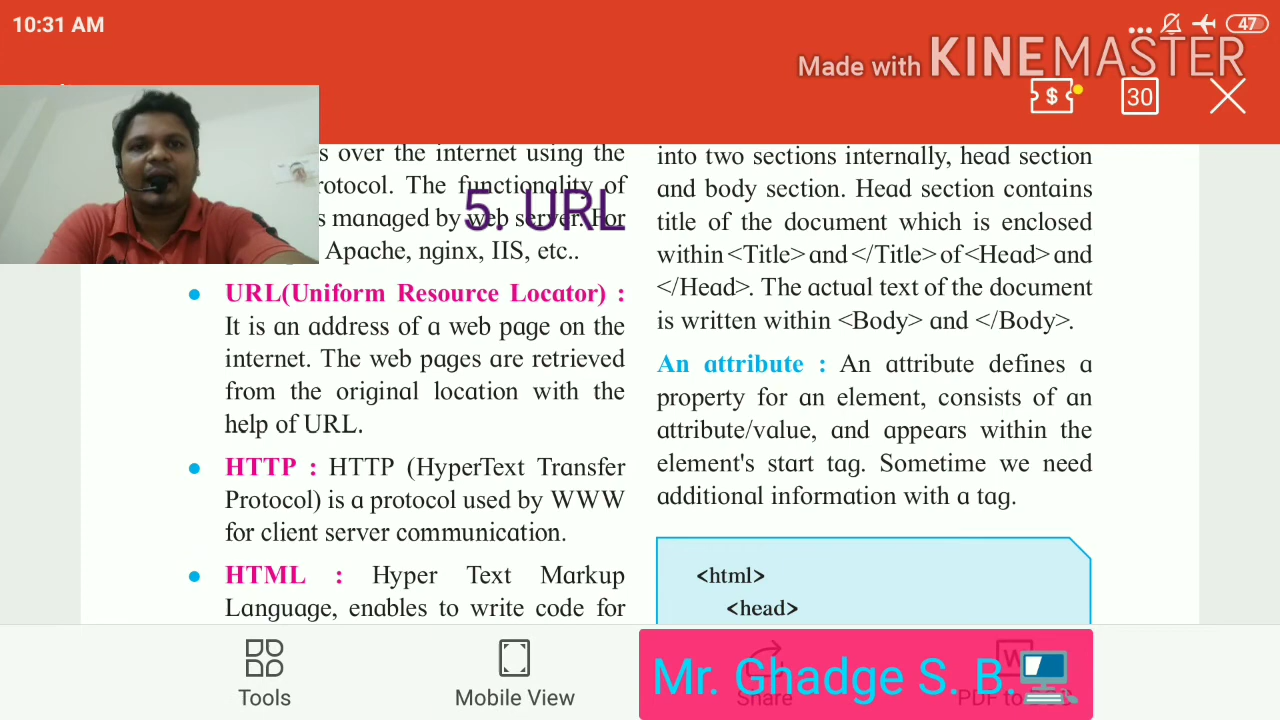 10:31 AM
47
Made with KINEMASTER
$
30
s over the internet using the
The functionality of
s managed by web server. For
5. URL
Apache, nginx, IIS, etc..
● URL(Uniform Resource Locator) :
It is an address of a web page on the
internet. The web pages are retrieved
from the original location with the
help of URL.
● HTTP : HTTP (HyperText Transfer
Protocol) is a protocol used by WWW
for client server communication.
● HTML : Hyper Text Markup
Language, enables to write code for
into two sections internally, head section
and body section. Head section contains
title of the document which is enclosed
within <Title> and </Title> of <Head> and
</Head>. The actual text of the document
is written within <Body> and </Body>.
An attribute : An attribute defines a
property for an element, consists of an
attribute/value, and appears within the
element's start tag. Sometime we need
additional information with a tag.
<html>
<head>
Tools
Mobile View
Share
PDF to
Mr. Ghadge S. B.